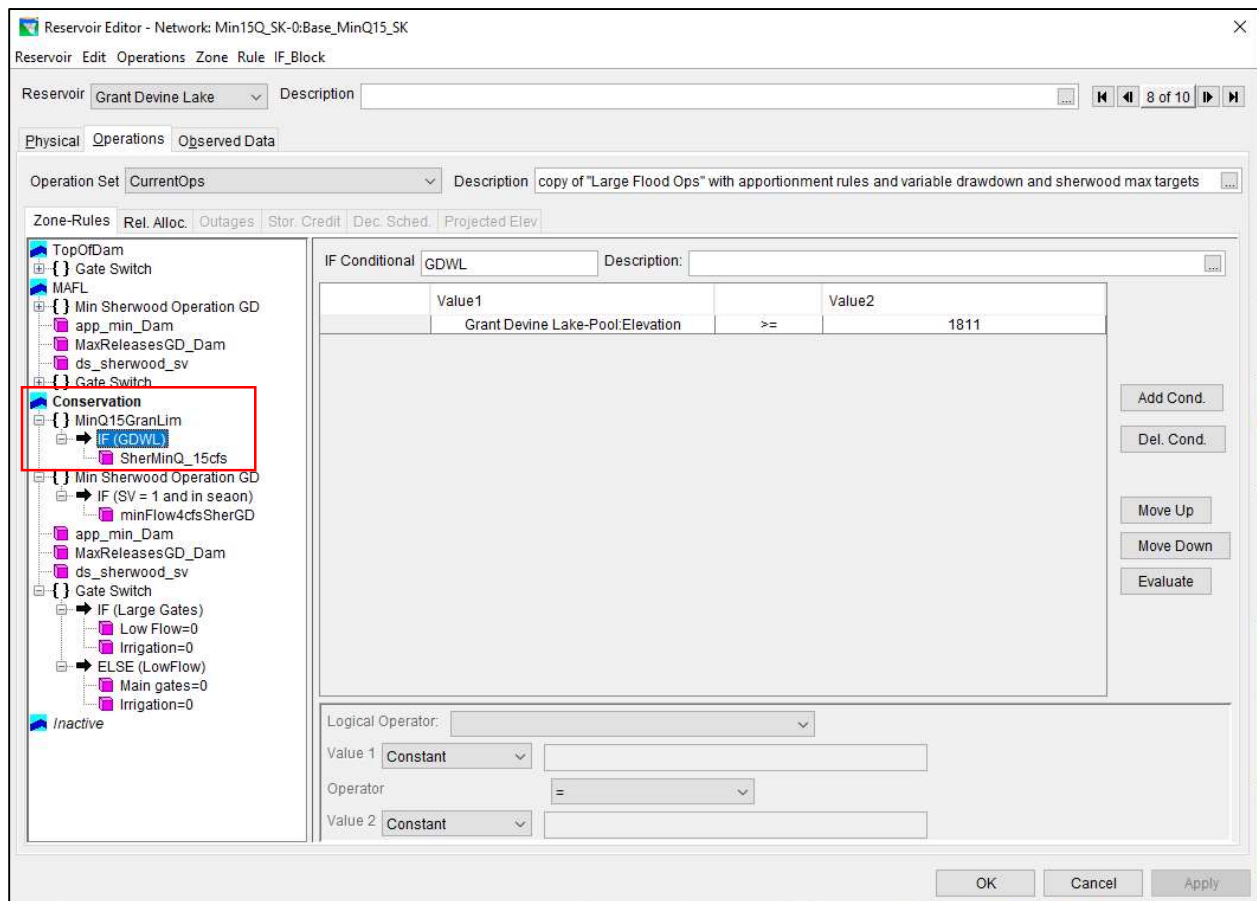 Reservoir Editor - Network: Min15Q_SK-0:Base_MinQ15_SK
Reservoir Edit Operations Zone Rule IF_Block
Reservoir Grant Devine Lake Description ... 8 of 10
Physical Operations Observed Data
Operation Set CurrentOps Description copy of "Large Flood Ops" with apportionment rules and variable drawdown and sherwood max targets ...
Zone-Rules Rel. Alloc. Outages Stor. Credit Dec. Sched. Projected Elev
TopOfDam
{ } Gate Switch
MAFL
{ } Min Sherwood Operation GD
app_min_Dam
MaxReleasesGD_Dam
ds_sherwood_sv
{ } Gate Switch
Conservation
{ } MinQ15GranLim
IF (GDWL)
SherMinQ_15cfs
{ } Min Sherwood Operation GD
IF (SV = 1 and in seaon)
minFlow4cfsSherGD
app_min_Dam
MaxReleasesGD_Dam
ds_sherwood_sv
{ } Gate Switch
IF (Large Gates)
Low Flow=0
Irrigation=0
ELSE (LowFlow)
Main gates=0
Irrigation=0
Inactive
IF Conditional GDWL Description: ...
Value1 Value2
Grant Devine Lake-Pool:Elevation >= 1811
Add Cond.
Del. Cond.
Move Up
Move Down
Evaluate
Logical Operator:
Value 1 Constant
Operator =
Value 2 Constant
OK Cancel Apply